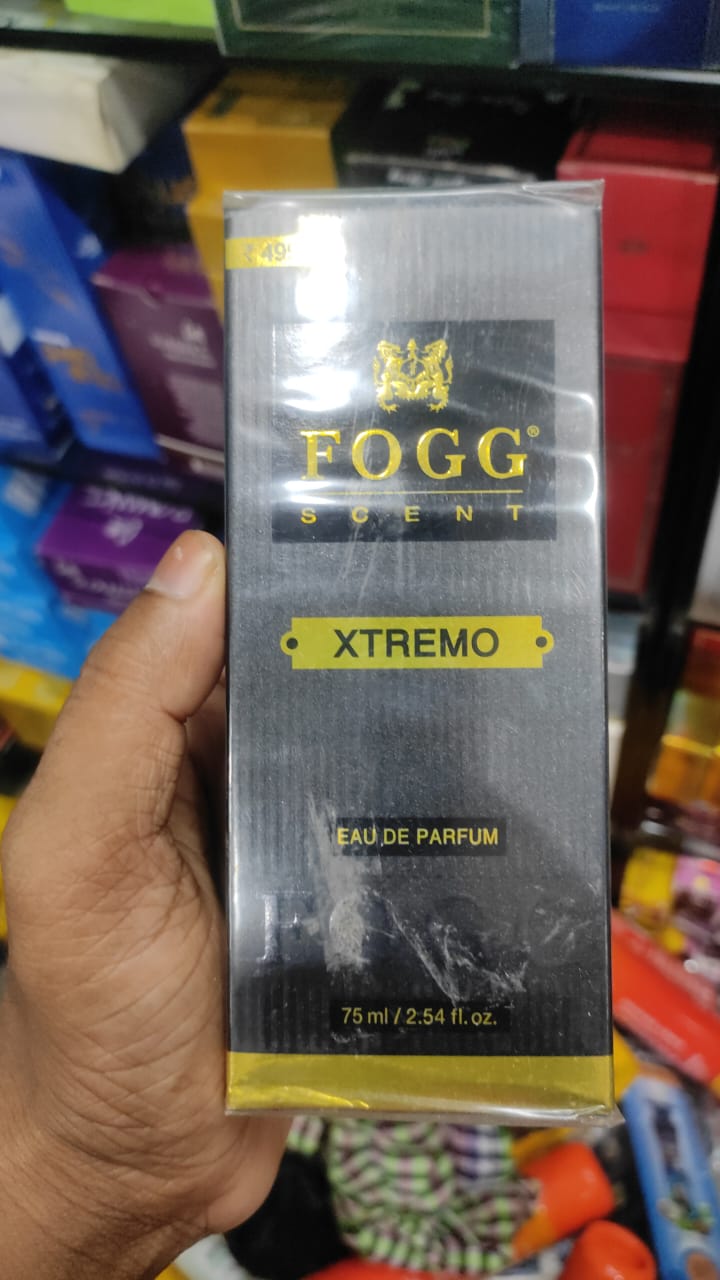 FOGG®
SCENT
XTREMO
EAU DE PARFUM
75 ml / 2.54 fl. oz.